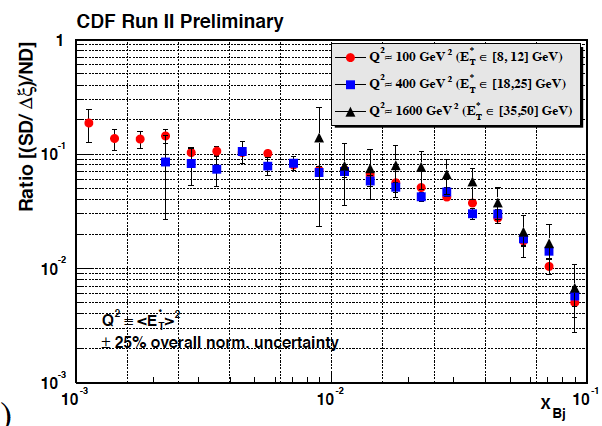 CDF Run II Preliminary
1
Q²= 100 GeV² (E*T ∈ [8, 12] GeV)
Q²= 400 GeV² (E*T ∈ [18,25] GeV)
Q²= 1600 GeV² (E*T ∈ [35,50] GeV)
Ratio [(SD/ Δξ)/ND]
10⁻¹
10⁻²
Q² ≡ <E*T>²
± 25% overall norm. uncertainty
10⁻³
10⁻³
10⁻²
10⁻¹
XBj
)